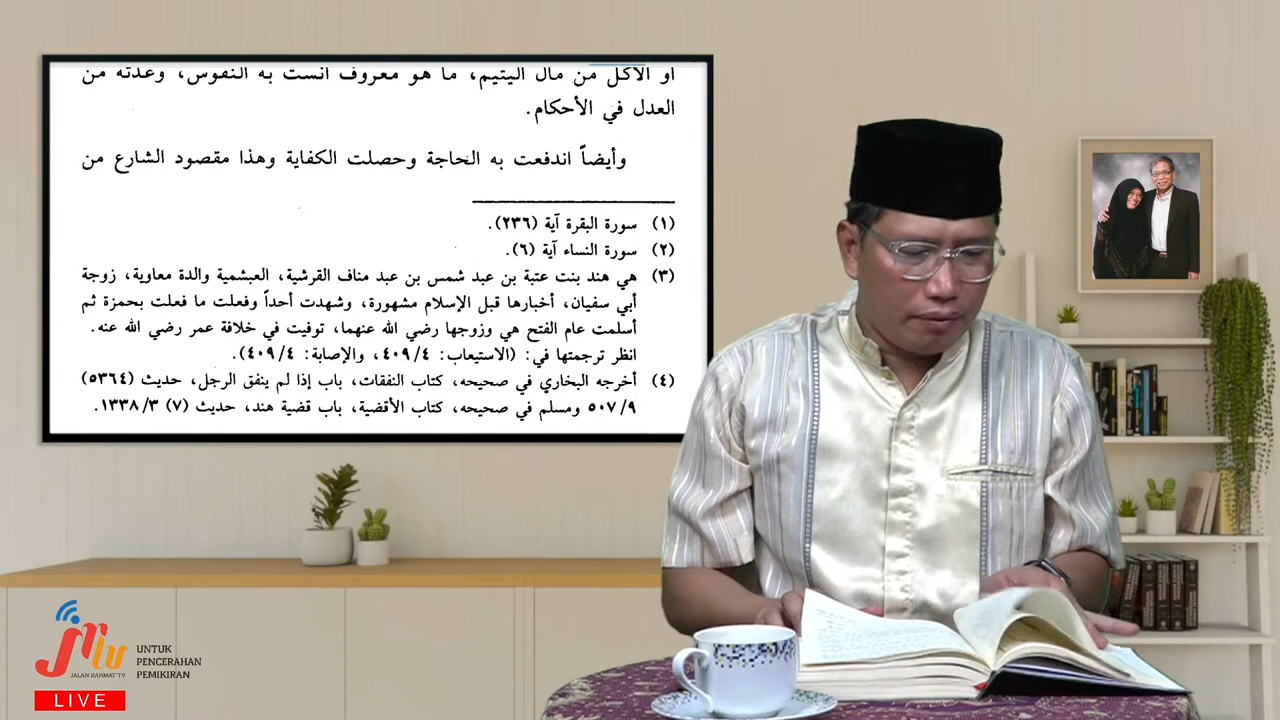 أو الأكل من مال اليتيم، ما هو معروف أنست به النفوس، وعدته من
العدل في الأحكام.
وأيضاً اندفعت به الحاجة وحصلت الكفاية وهذا مقصود الشارع من
(١) سورة البقرة آية (٢٣٦).
(٢) سورة النساء آية (٦).
(٣) هي هند بنت عتبة بن عبد شمس بن عبد مناف القرشية، العبشمية والدة معاوية، زوجة
أبي سفيان، أخبارها قبل الإسلام مشهورة، وشهدت أحداً وفعلت ما فعلت بحمزة ثم
أسلمت عام الفتح هي وزوجها رضي الله عنهما، توفيت في خلافة عمر رضي الله عنه.
انظر ترجمتها في: (الاستيعاب: ٤٠٩/٤، والإصابة: ٤٠٩/٤).
(٤) أخرجه البخاري في صحيحه، كتاب النفقات، باب إذا لم ينفق الرجل، حديث (٥٣٦٤)
٥٠٧/٩ ومسلم في صحيحه، كتاب الأقضية، باب قضية هند، حديث (٧) ١٣٣٨/٣.
JRTV
JALAN RAHMAT TV
UNTUK
PENCERAHAN
PEMIKIRAN
LIVE